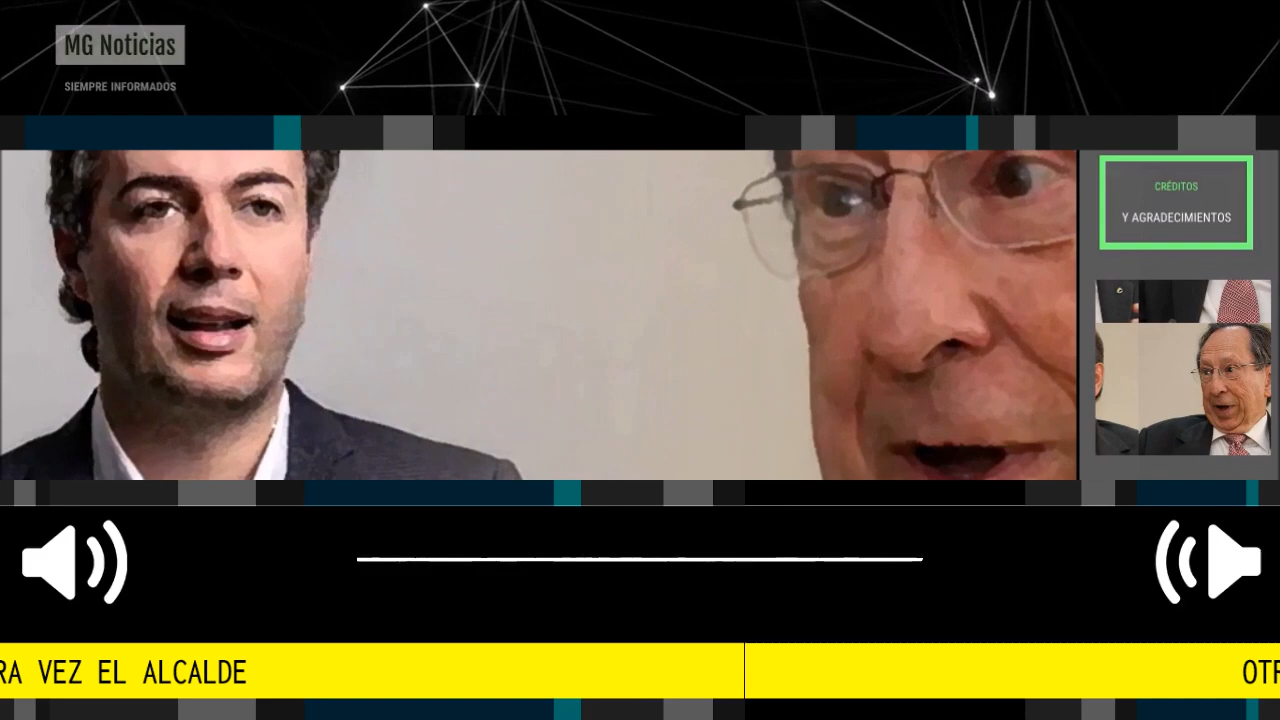 MG Noticias
SIEMPRE INFORMADOS
CRÉDITOS
Y AGRADECIMIENTOS
RA VEZ EL ALCALDE
OTR